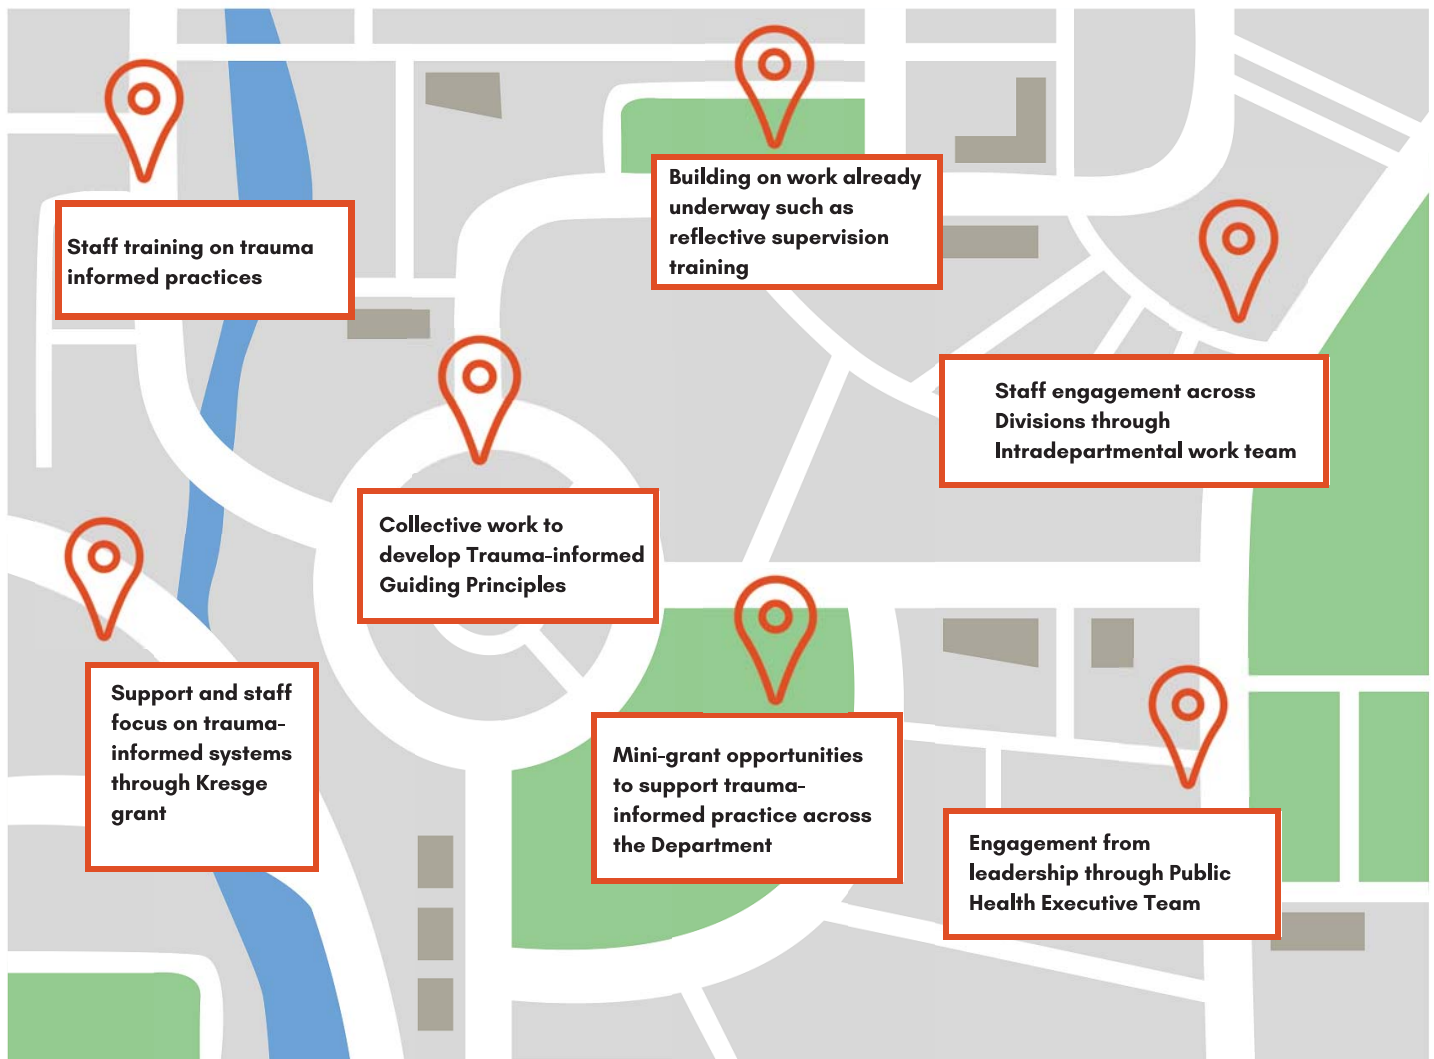 Staff training on trauma
informed practices
Building on work already
underway such as
reflective supervision
training
Staff engagement across
Divisions through
Intradepartmental work team
Collective work to
develop Trauma-informed
Guiding Principles
Support and staff
focus on trauma-
informed systems
through Kresge
grant
Mini-grant opportunities
to support trauma-
informed practice across
the Department
Engagement from
leadership through Public
Health Executive Team